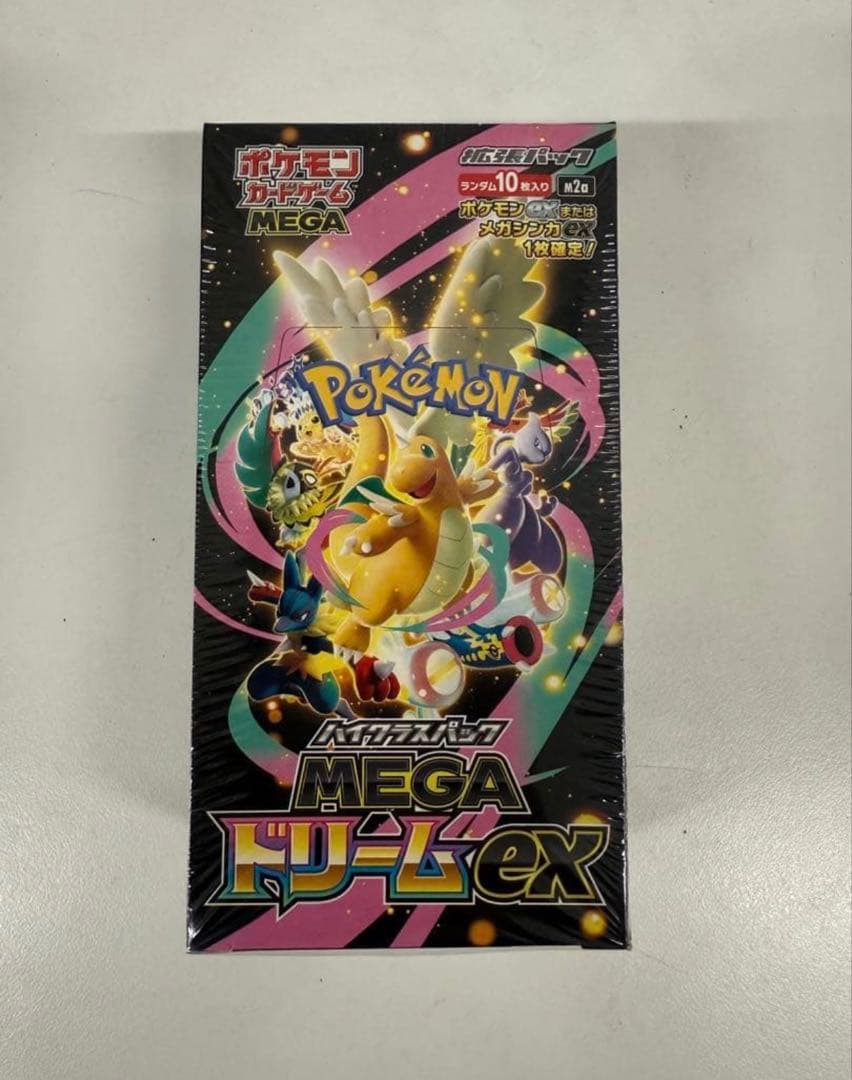 ポケモン
カードゲーム
MEGA
拡張パック
ランダム10枚入り M2a
ポケモンexまたは
メガシンカex
1枚確定!
POKéMON
TM
ハイクラスパック
MEGA
ドリームex